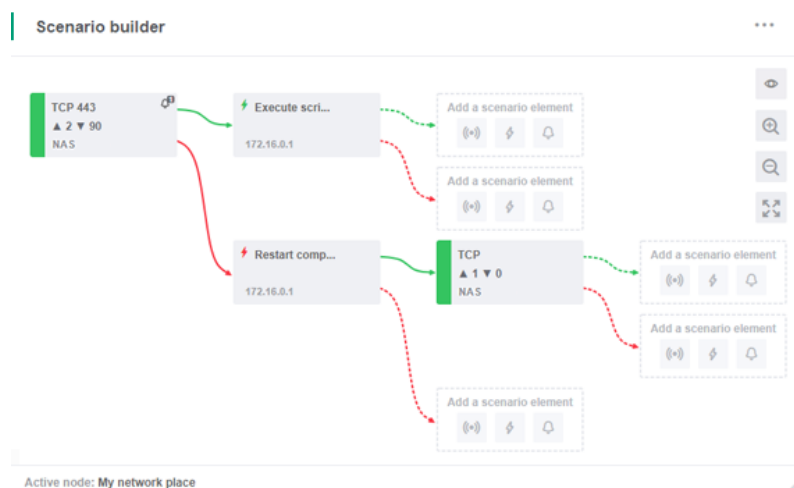 Scenario builder
TCP 443
▲ 2 ▼ 90
NAS
Execute scri...
172.16.0.1
Add a scenario element
Add a scenario element
Restart comp...
172.16.0.1
TCP
▲ 1 ▼ 0
NAS
Add a scenario element
Add a scenario element
Add a scenario element
Active node: My network place